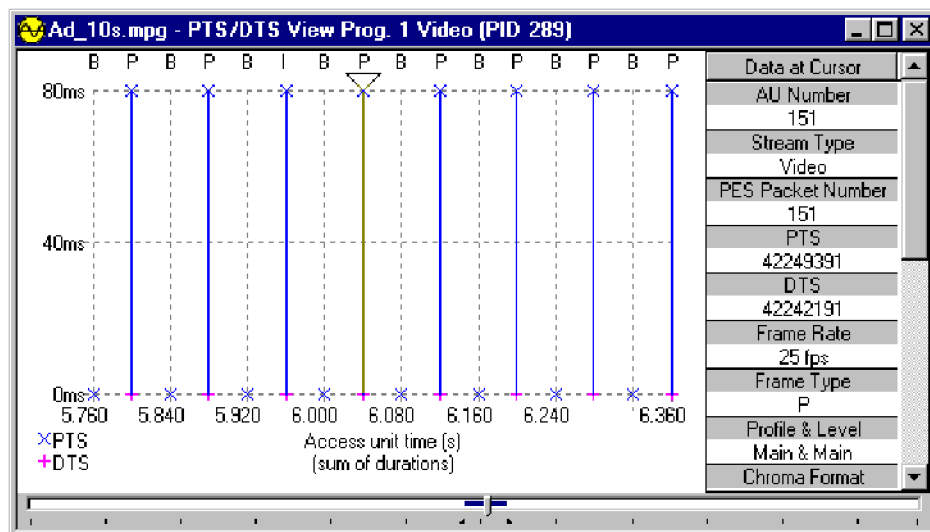 Ad_10s.mpg - PTS/DTS View Prog. 1 Video (PID 289)
B P B P B I B P B P B P B P B P
80ms
40ms
0ms
5.760 5.840 5.920 6.000 6.080 6.160 6.240 6.360
×PTS
+DTS
Access unit time (s)
(sum of durations)
Data at Cursor
AU Number
151
Stream Type
Video
PES Packet Number
151
PTS
42249391
DTS
42242191
Frame Rate
25 fps
Frame Type
P
Profile & Level
Main & Main
Chroma Format